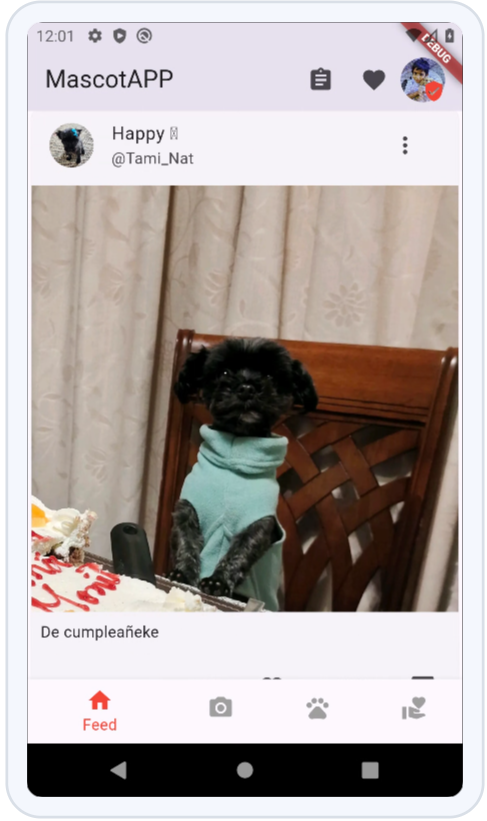 12:01
DEBUG
MascotAPP
Happy
@Tami_Nat
De cumpleañeke
Feed